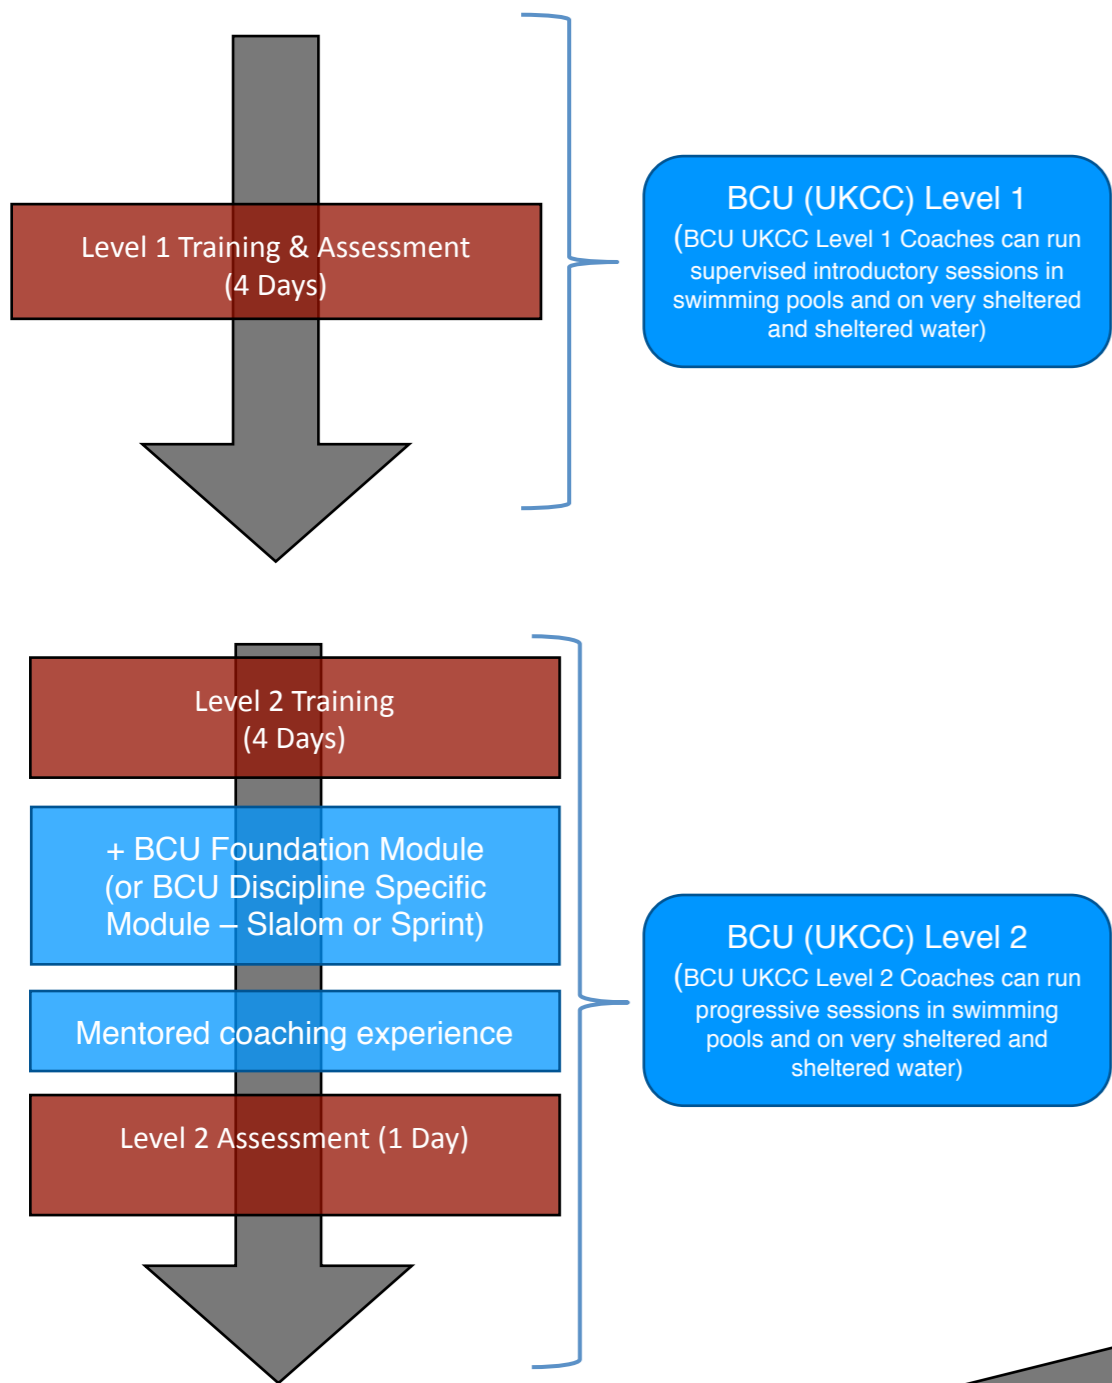 Level 1 Training & Assessment
(4 Days)
BCU (UKCC) Level 1
(BCU UKCC Level 1 Coaches can run
supervised introductory sessions in
swimming pools and on very sheltered
and sheltered water)
Level 2 Training
(4 Days)
+ BCU Foundation Module
(or BCU Discipline Specific
Module – Slalom or Sprint)
Mentored coaching experience
Level 2 Assessment (1 Day)
BCU (UKCC) Level 2
(BCU UKCC Level 2 Coaches can run
progressive sessions in swimming
pools and on very sheltered and
sheltered water)